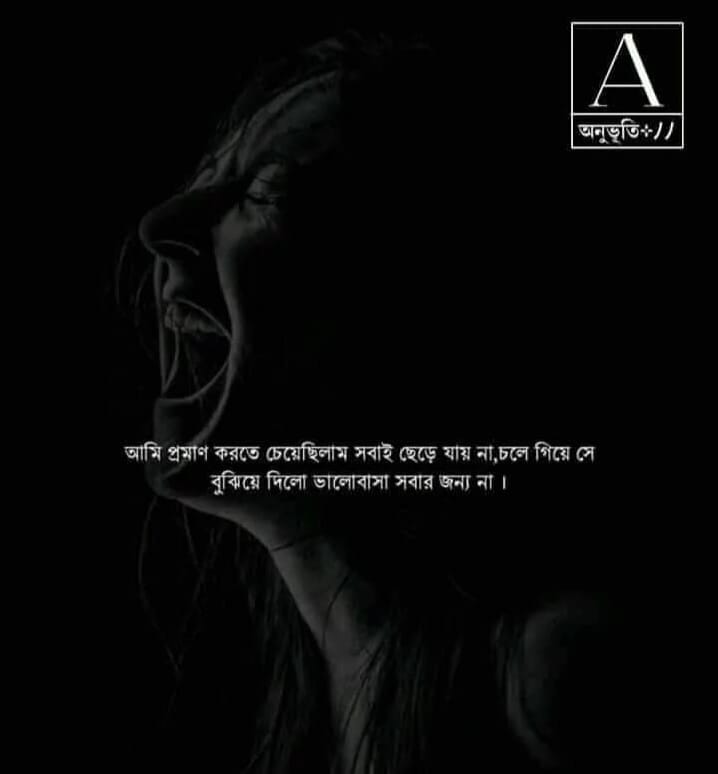 A
অনুভূতি⊹//
আমি প্রমাণ করতে চেয়েছিলাম সবাই ছেড়ে যায় না,চলে গিয়ে সে
বুঝিয়ে দিলো ভালোবাসা সবার জন্য না ।